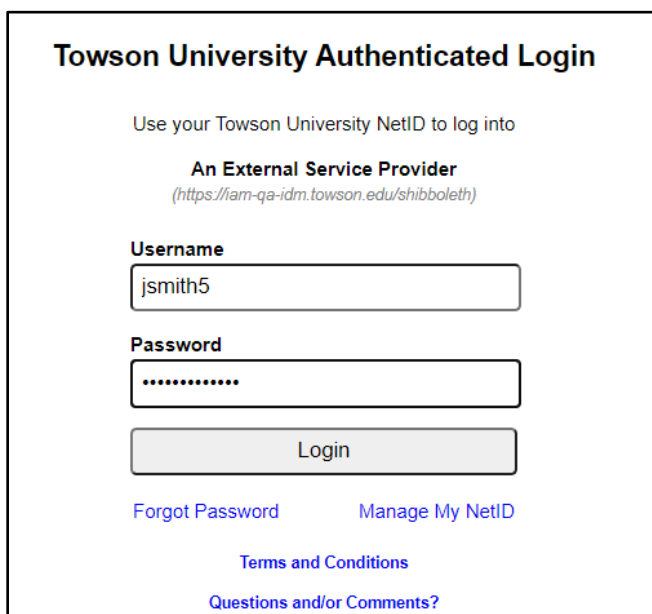 Towson University Authenticated Login
Use your Towson University NetID to log into
An External Service Provider
(https://iam-qa-idm.towson.edu/shibboleth)
Username
jsmith5
Password
•••••••••••••
Login
Forgot Password Manage My NetID
Terms and Conditions
Questions and/or Comments?